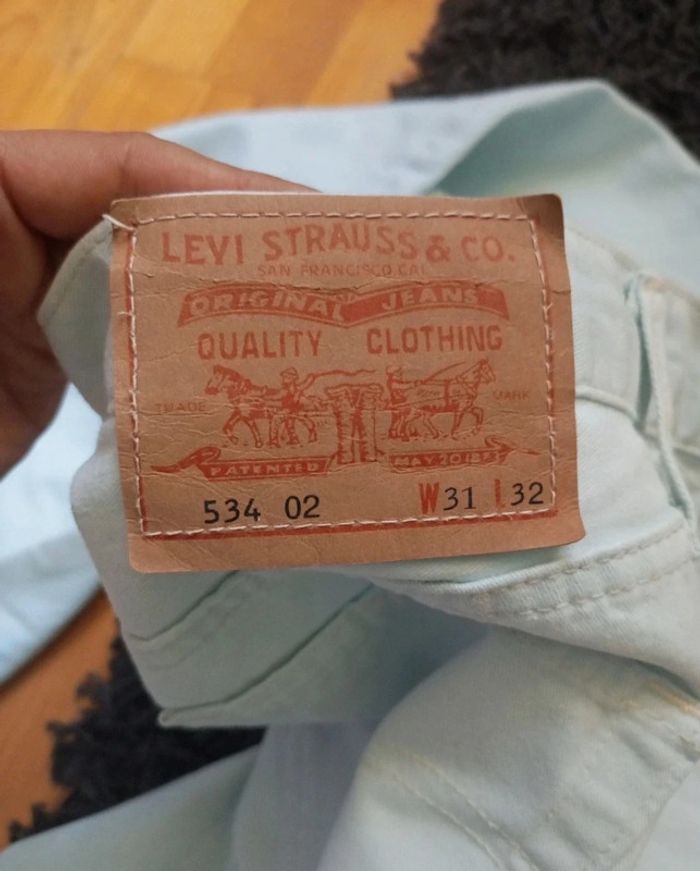 LEVI STRAUSS & CO.
SAN FRANCISCO CAL
ORIGINAL JEANS
QUALITY CLOTHING
TRADE MARK
PATENTED MAY 20 1873
534 02 W31 L32